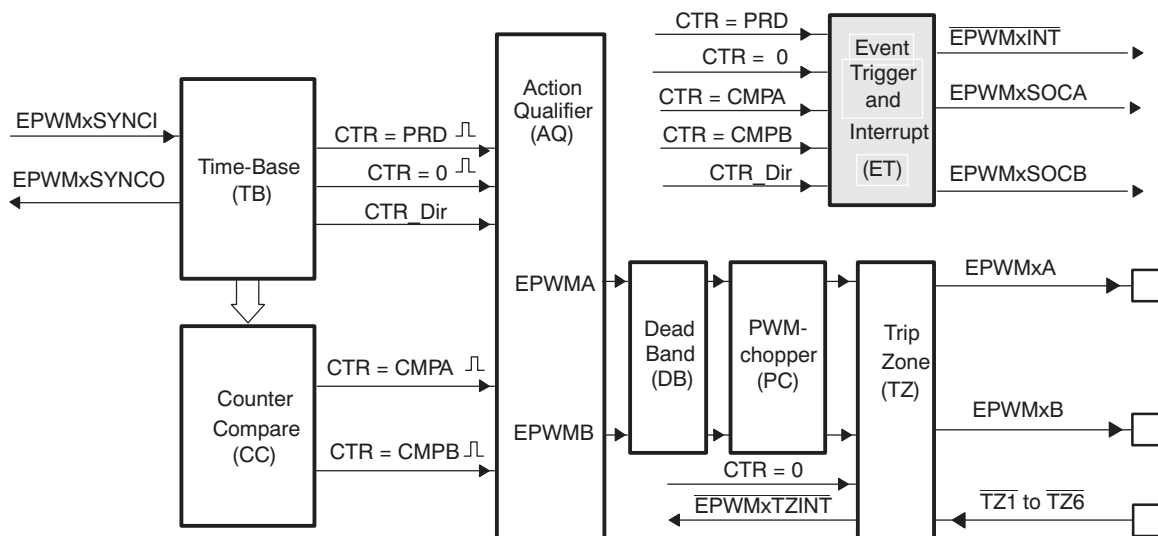 EPWMxSYNCI
EPWMxSYNCO
Time-Base
(TB)
CTR = PRD
CTR = 0
CTR_Dir
Counter
Compare
(CC)
CTR = CMPA
CTR = CMPB
Action
Qualifier
(AQ)
EPWMA
EPWMB
CTR = PRD
CTR = 0
CTR = CMPA
CTR = CMPB
CTR_Dir
Event
Trigger
and
Interrupt
(ET)
EPWMxINT
EPWMxSOCA
EPWMxSOCB
Dead
Band
(DB)
PWM-
chopper
(PC)
CTR = 0
EPWMxTZINT
Trip
Zone
(TZ)
EPWMxA
EPWMxB
TZ1 to TZ6